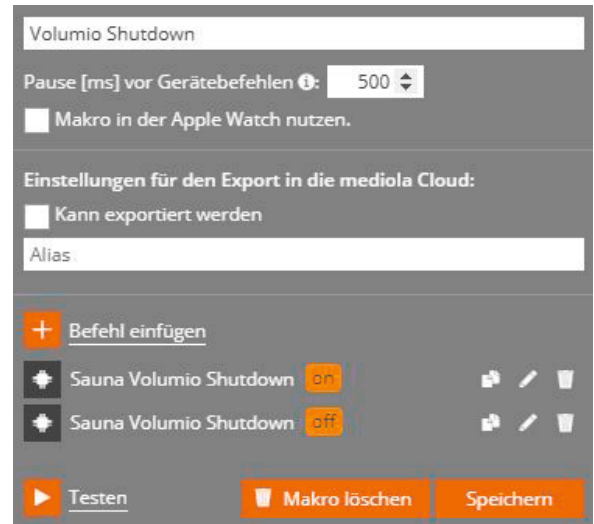 Volumio Shutdown
Pause [ms] vor Gerätebefehlen i: 500
Makro in der Apple Watch nutzen.
Einstellungen für den Export in die mediola Cloud:
Kann exportiert werden
Alias
Befehl einfügen
Sauna Volumio Shutdown on
Sauna Volumio Shutdown off
Testen Makro löschen Speichern